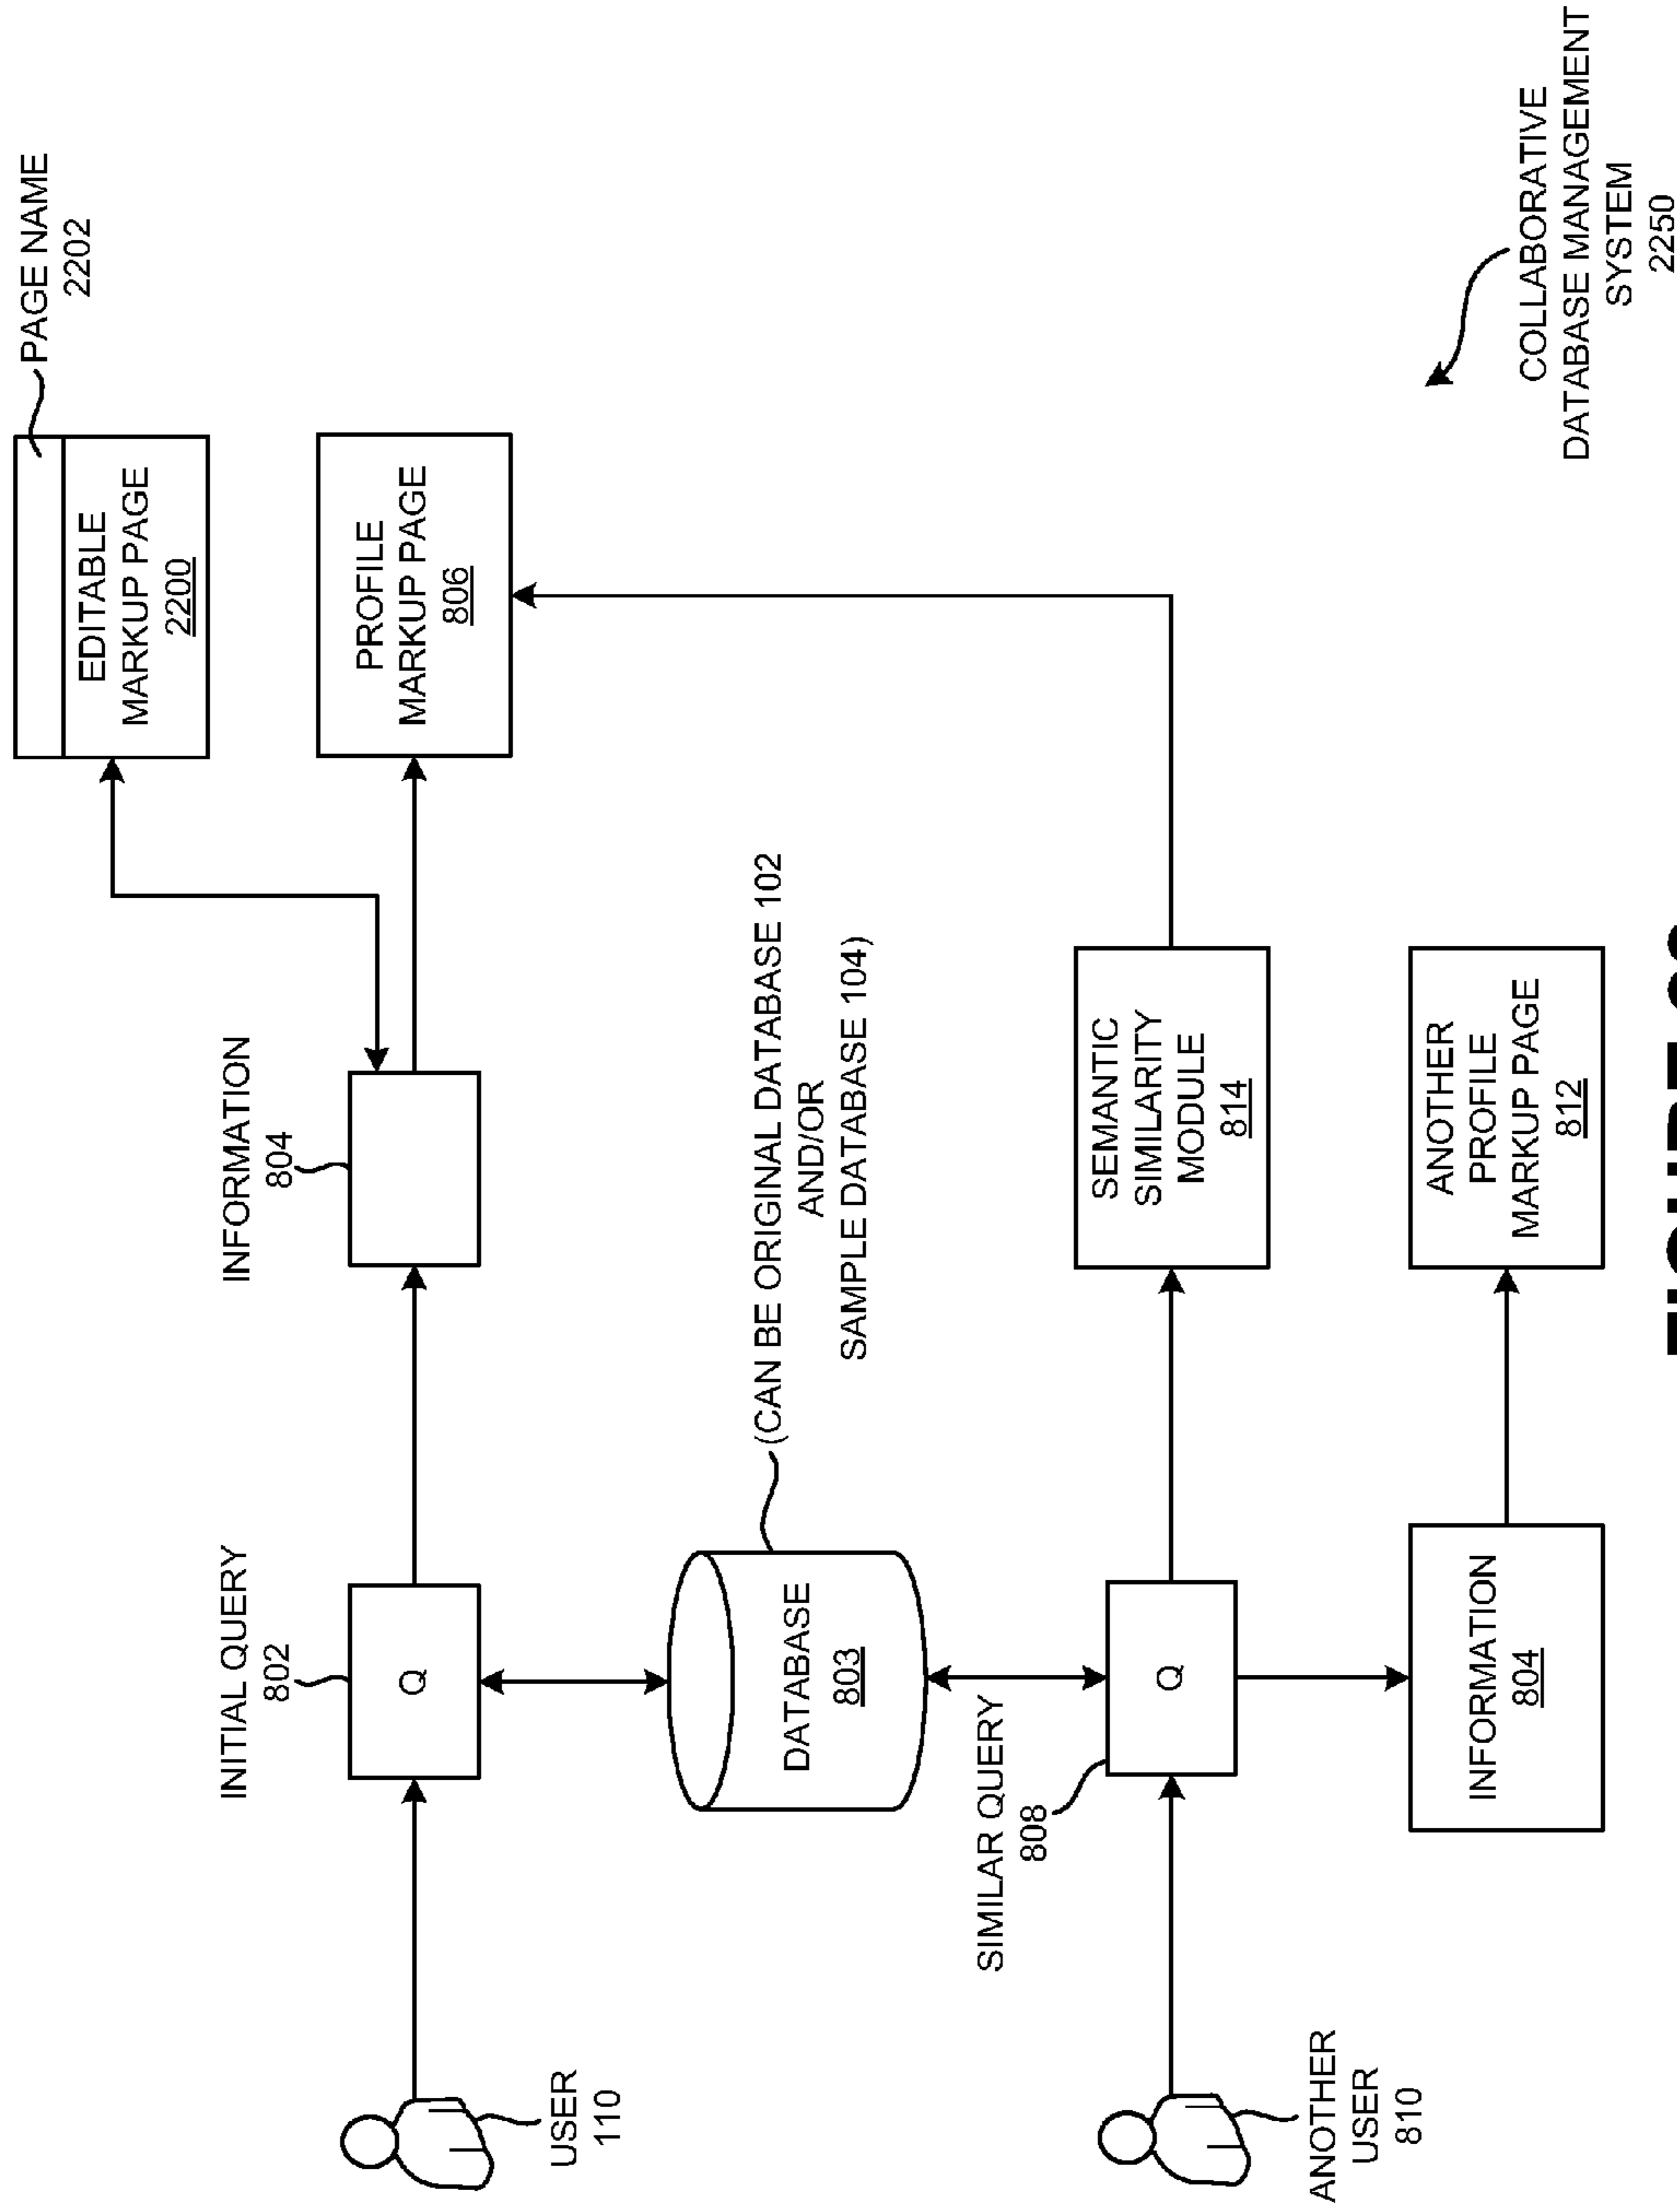 PAGE NAME
2202
EDITABLE
MARKUP PAGE
2200
INFORMATION
804
INITIAL QUERY
802
Q
PROFILE
MARKUP PAGE
806
USER
110
(CAN BE ORIGINAL DATABASE 102
AND/OR
SAMPLE DATABASE 104)
DATABASE
803
SIMILAR QUERY
808
Q
SEMANTIC
SIMILARITY
MODULE
814
ANOTHER
USER
810
INFORMATION
804
ANOTHER
PROFILE
MARKUP PAGE
812
COLLABORATIVE
DATABASE MANAGEMENT
SYSTEM
2250